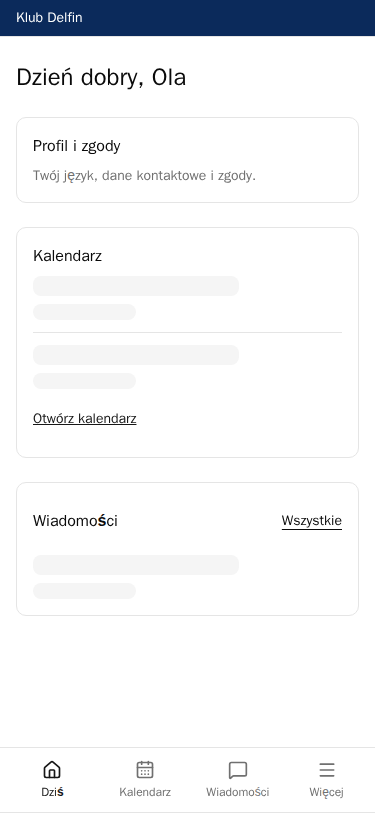 Klub Delfin
Dzień dobry, Ola
Profil i zgody
Twój język, dane kontaktowe i zgody.
Kalendarz
Otwórz kalendarz
Wiadomości
Wszystkie
Dziś
Kalendarz
Wiadomości
Więcej